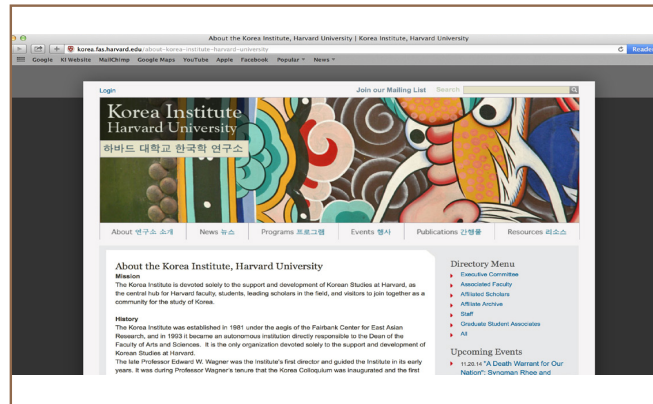 About the Korea Institute, Harvard University | Korea Institute, Harvard University
korea.fas.harvard.edu/about-korea-institute-harvard-university
Reader
Google KI Website MailChimp Google Maps YouTube Apple Facebook Popular News
Login Join our Mailing List Search
Korea Institute
Harvard University
하바드 대학교 한국학 연구소
About 연구소 소개 News 뉴스 Programs 프로그램 Events 행사 Publications 간행물 Resources 리소스
About the Korea Institute, Harvard University
Mission
The Korea Institute is devoted solely to the support and development of Korean Studies at Harvard, as
the central hub for Harvard faculty, students, leading scholars in the field, and visitors to join together as a
community for the study of Korea.
History
The Korea Institute was established in 1981 under the aegis of the Fairbank Center for East Asian
Research, and in 1993 it became an autonomous institution directly responsible to the Dean of the
Faculty of Arts and Sciences. It is the only organization devoted solely to the support and development of
Korean Studies at Harvard.
The late Professor Edward W. Wagner was the Institute's first director and guided the Institute in its early
years. It was during Professor Wagner's tenure that the Korea Colloquium was inaugurated and the first
Directory Menu
Executive Committee
Associated Faculty
Affiliated Scholars
Affiliate Archive
Staff
Graduate Student Associates
All
Upcoming Events
11.20.14 "A Death Warrant for Our
Nation": Syngman Rhee and